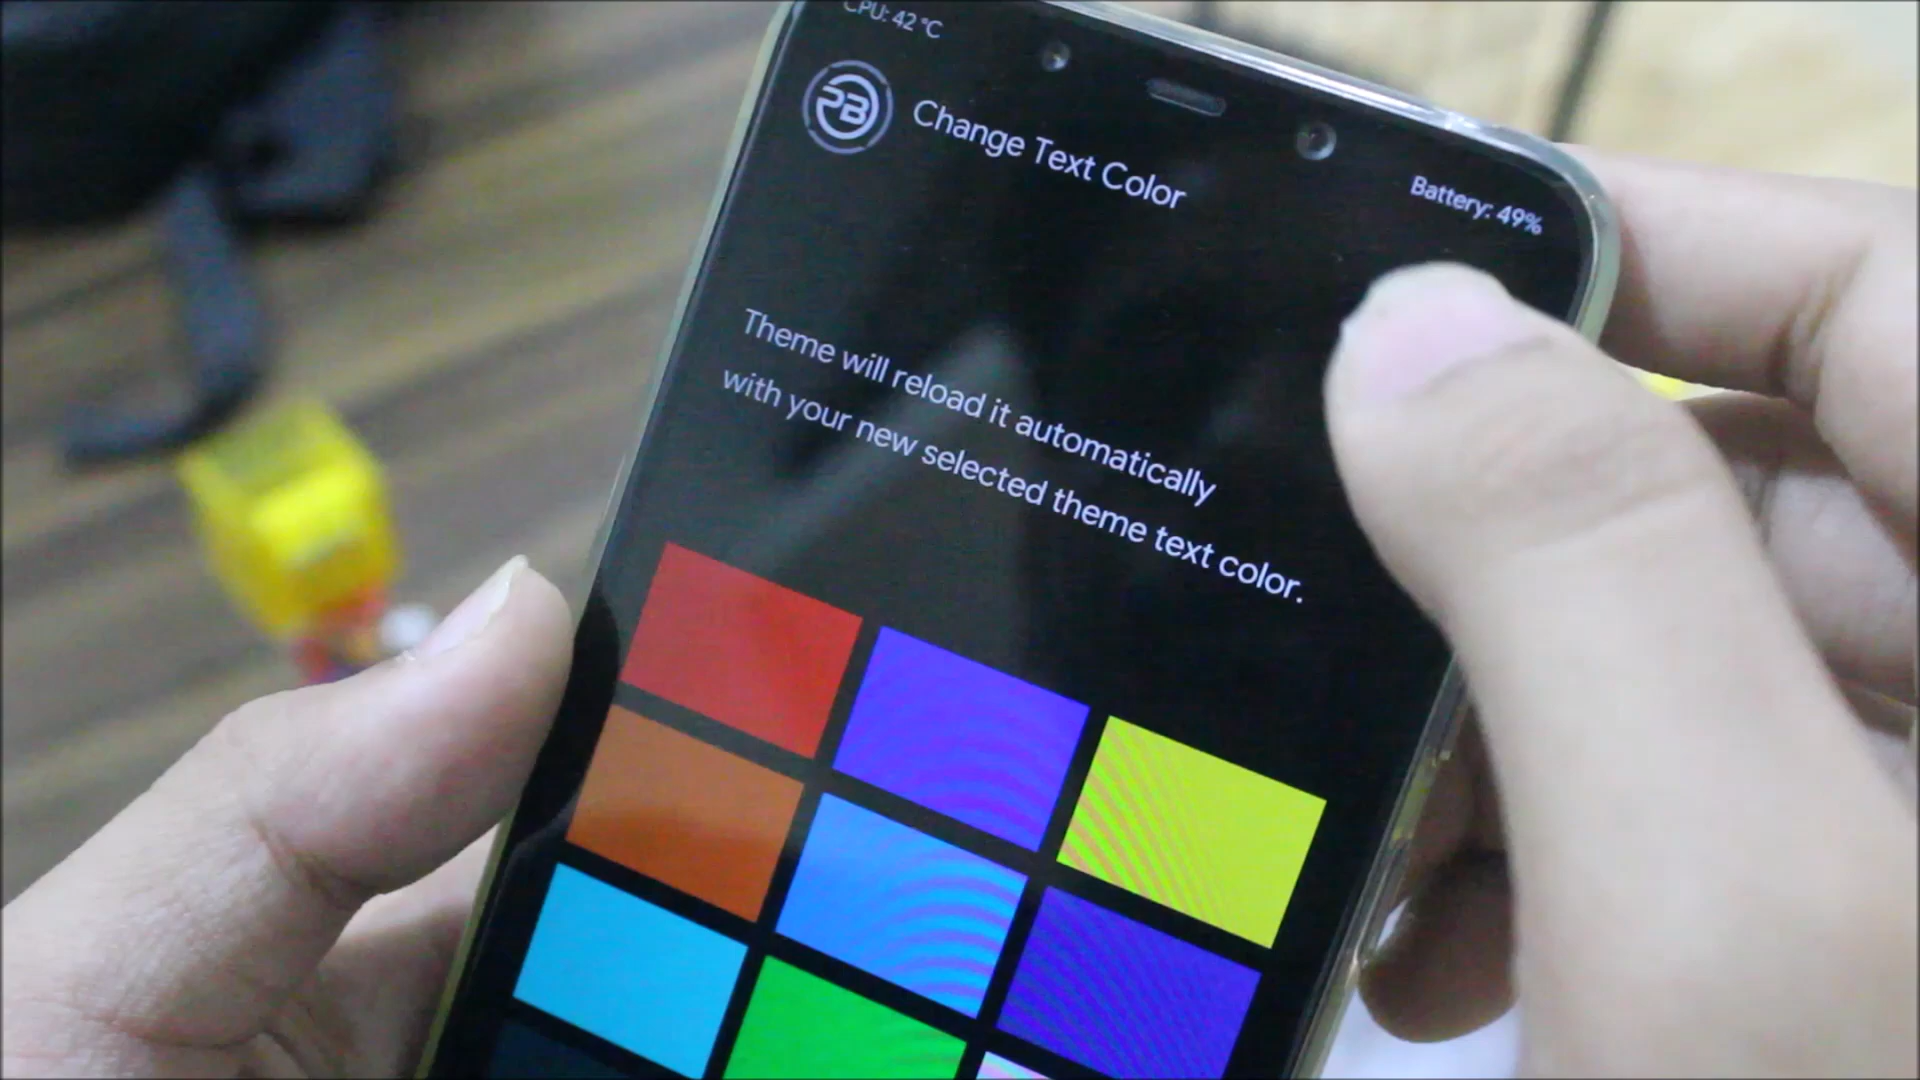 CPU: 42 °C
PB
Change Text Color
Battery: 49%
Theme will reload it automatically
with your new selected theme text color.